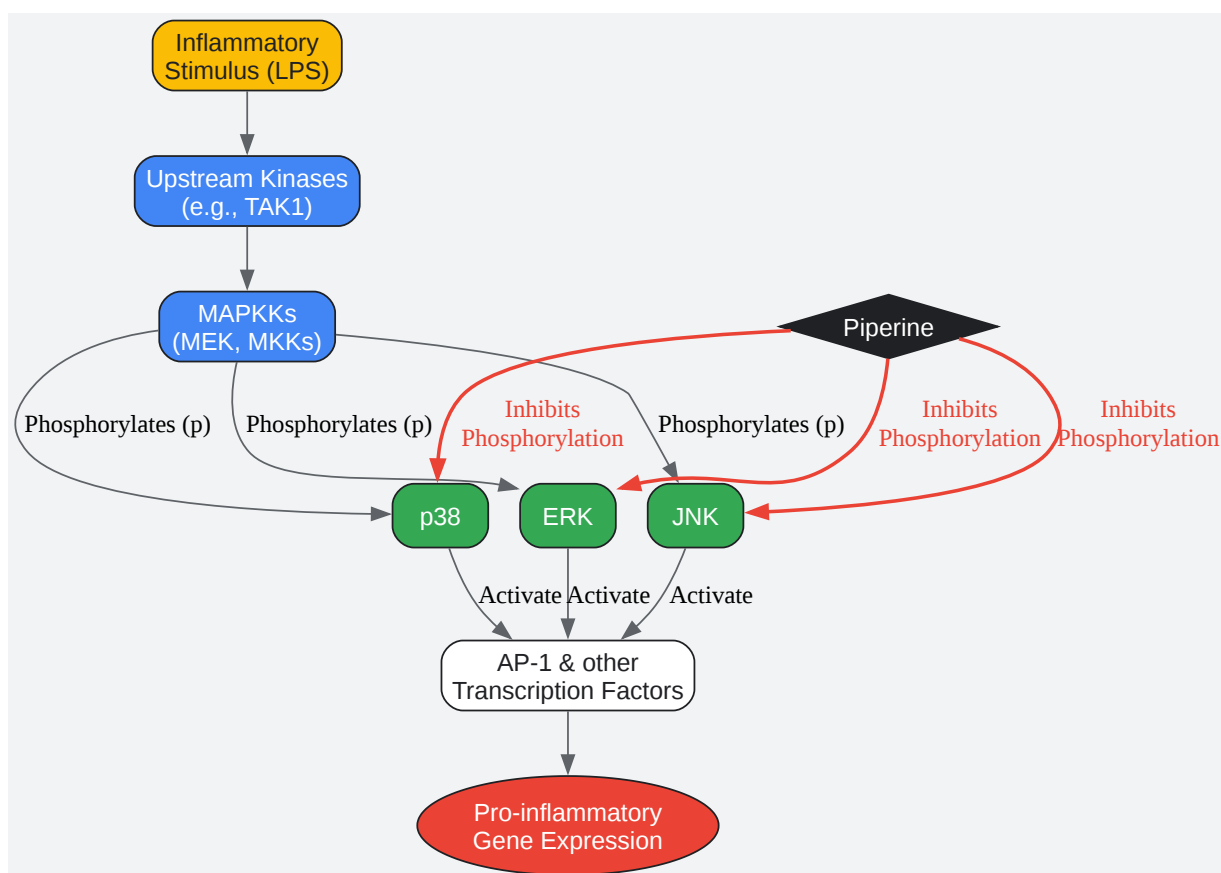 Inflammatory
Stimulus (LPS)
Upstream Kinases
(e.g., TAK1)
MAPKKs
(MEK, MKKs)
Piperine
Phosphorylates (p)
Phosphorylates (p)
Inhibits
Phosphorylation
Phosphorylates (p)
Inhibits
Phosphorylation
Inhibits
Phosphorylation
p38
ERK
JNK
Activate
Activate
Activate
AP-1 & other
Transcription Factors
Pro-inflammatory
Gene Expression